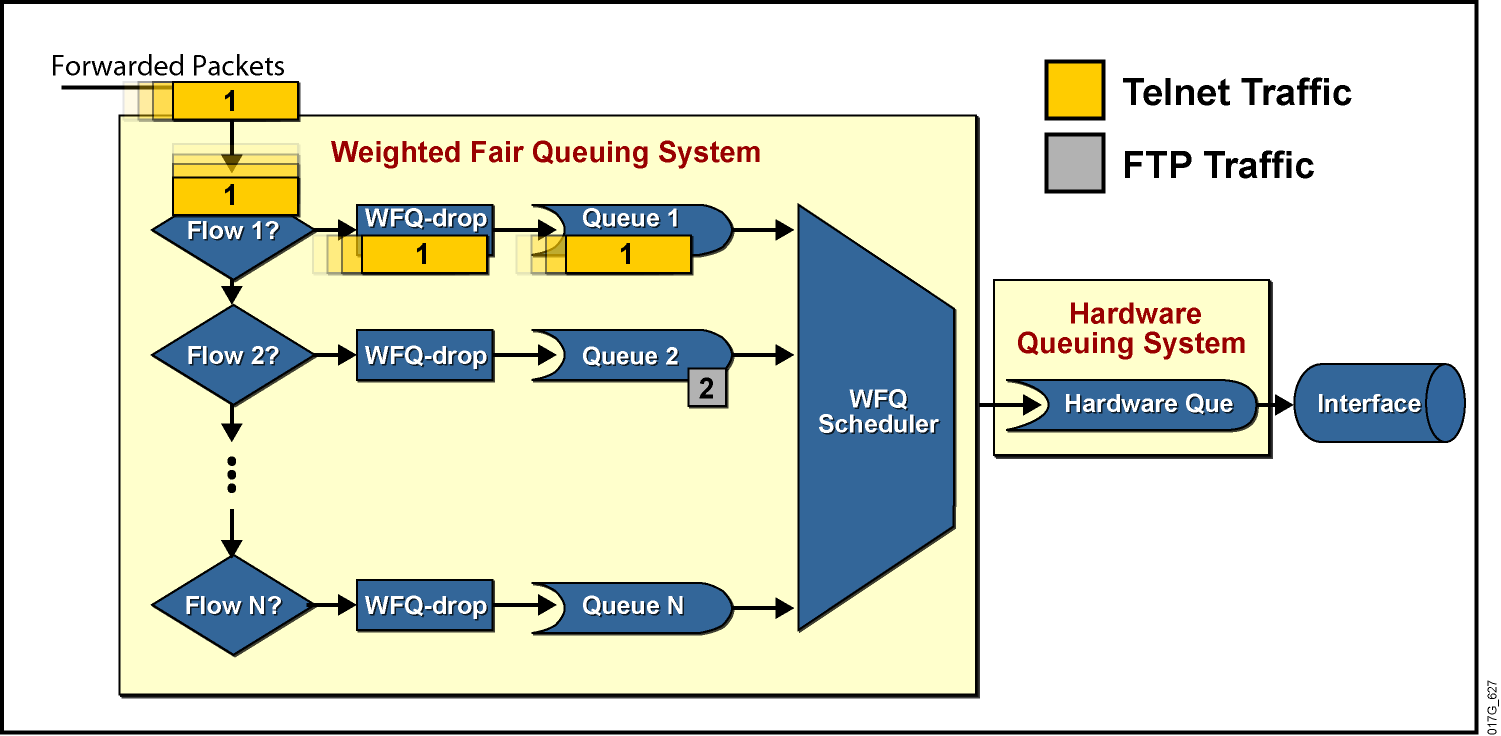 Forwarded Packets
1
Telnet Traffic
FTP Traffic
Weighted Fair Queuing System
1
Flow 1?
WFQ-drop
Queue 1
1
1
Flow 2?
WFQ-drop
Queue 2
2
WFQ
Scheduler
Hardware
Queuing System
Hardware Que
Interface
Flow N?
WFQ-drop
Queue N
017G_627